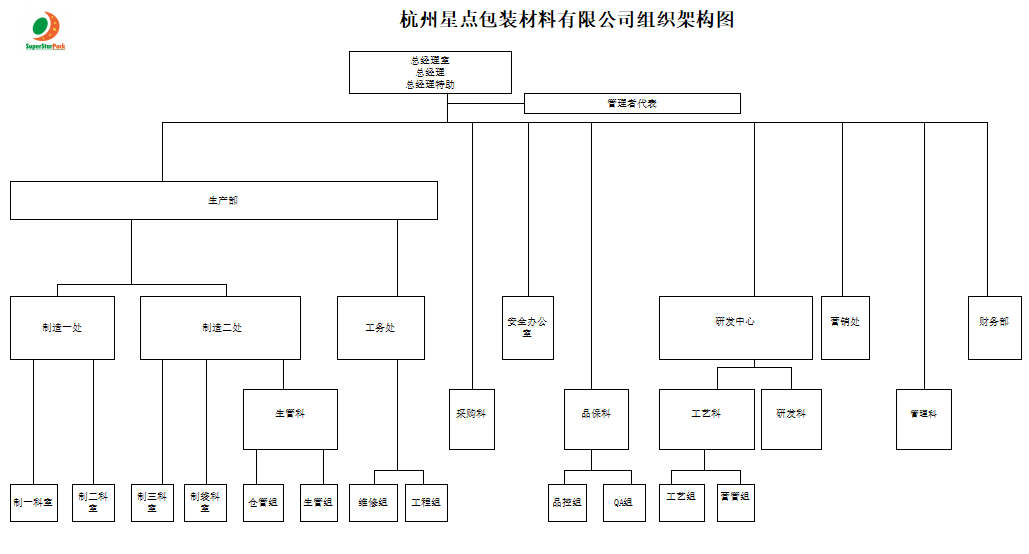 杭州星点包装材料有限公司组织架构图
SuperStarPack
总经理室
总经理
总经理特助
管理者代表
生产部
制造一处
制造二处
工务处
安全办公
室
研发中心
营销处
财务部
生管科
采购科
品保科
工艺科
研发科
管理科
制一科室
制二科
室
制三科
室
制袋科
室
仓管组
生管组
维修组
工程组
品控组
QA组
工艺组
营管组